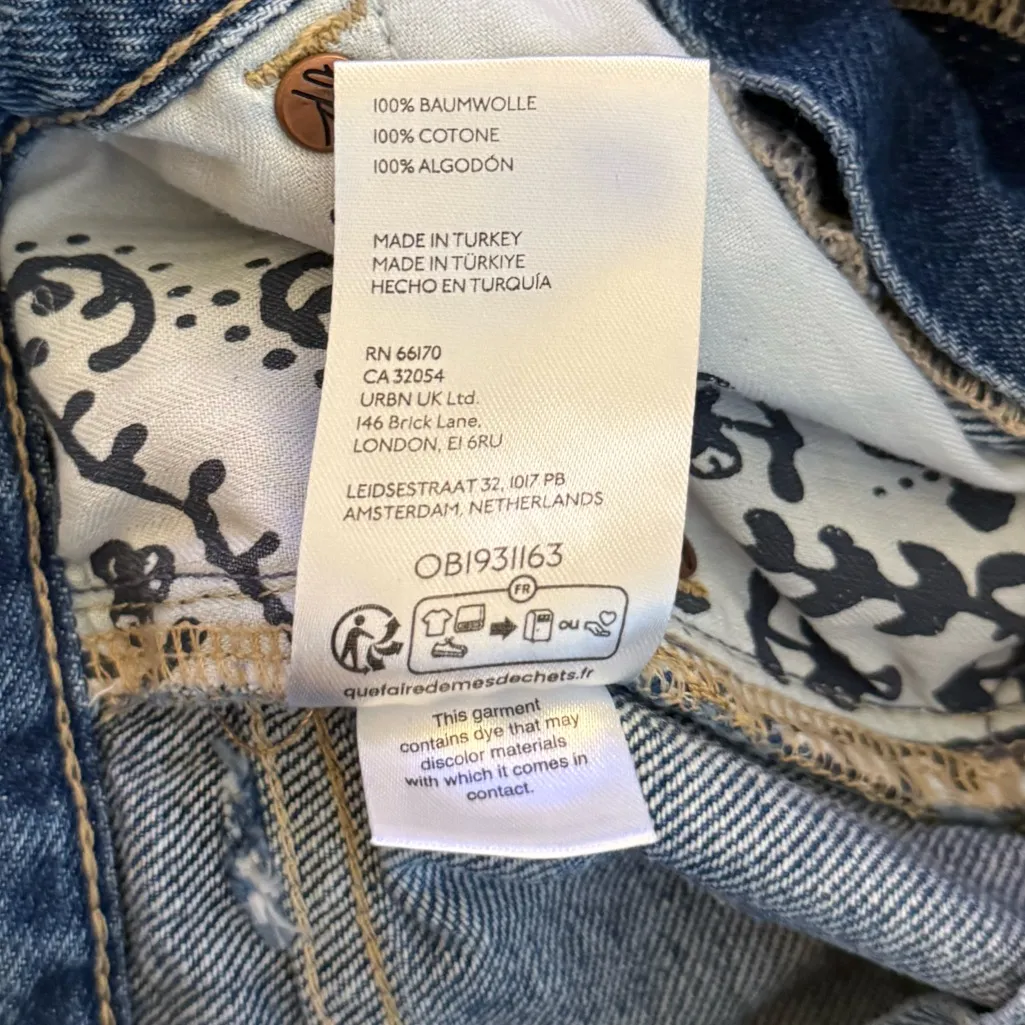 100% BAUMWOLLE
100% COTONE
100% ALGODÓN
MADE IN TURKEY
MADE IN TÜRKIYE
HECHO EN TURQUÍA
RN 66170
CA 32054
URBN UK Ltd.
146 Brick Lane,
LONDON, E1 6RU
LEIDSESTRAAT 32, 1017 PB
AMSTERDAM, NETHERLANDS
OB1931163
FR
OU
quefairedemesdechets.fr
This garment
contains dye that may
discolor materials
with which it comes in
contact.